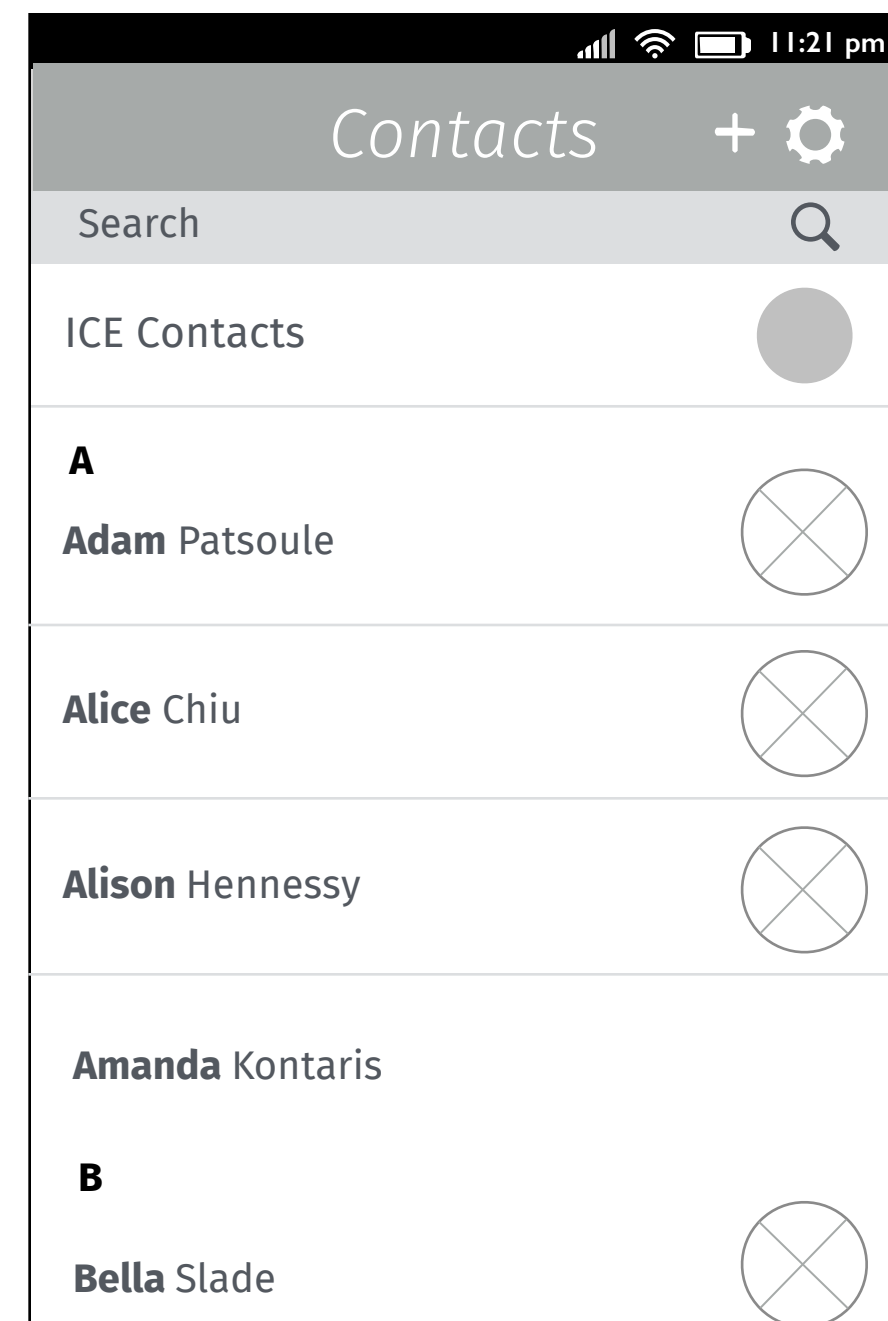 11:21 pm
Contacts
Search
ICE Contacts
A
Adam Patsoule
Alice Chiu
Alison Hennessy
Amanda Kontaris
B
Bella Slade